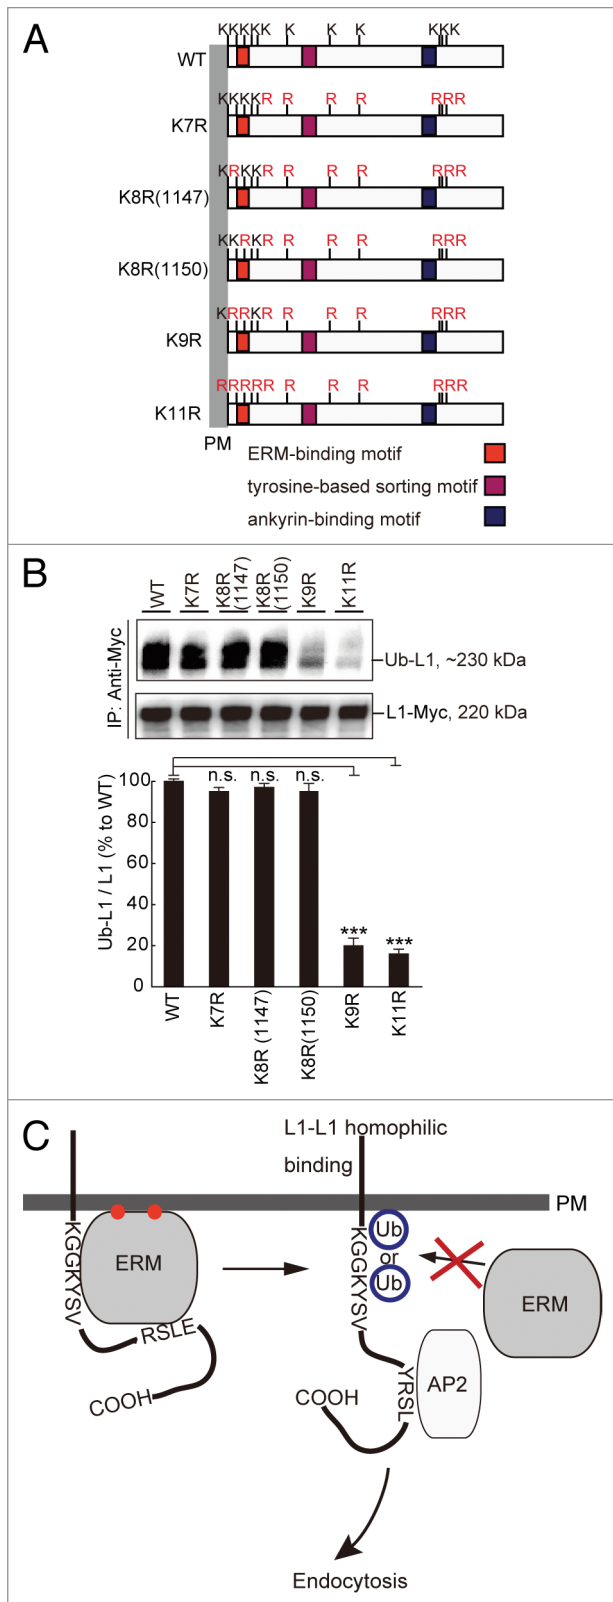 A
KKKKKK K K K KKK
WT
KKKKKR R R R RRR
K7R
KRKKR R R R RRR
K8R(1147)
KKRKR R R R RRR
K8R(1150)
KRRKR R R R RRR
K9R
RRRRR R R R RRR
K11R
PM
ERM-binding motif
tyrosine-based sorting motif
ankyrin-binding motif
B
WT
K7R
K8R
(1147)
K8R
(1150)
K9R
K11R
IP: Anti-Myc
Ub-L1, ~230 kDa
L1-Myc, 220 kDa
Ub-L1 / L1 (% to WT)
100
80
60
40
20
0
n.s.
n.s.
n.s.
***
***
WT
K7R
K8R (1147)
K8R(1150)
K9R
K11R
C
L1-L1 homophilic
binding
PM
KGGKYSV
ERM
RSLE
COOH
KGGKYSV
Ub
or
Ub
ERM
YRSL
AP2
COOH
Endocytosis